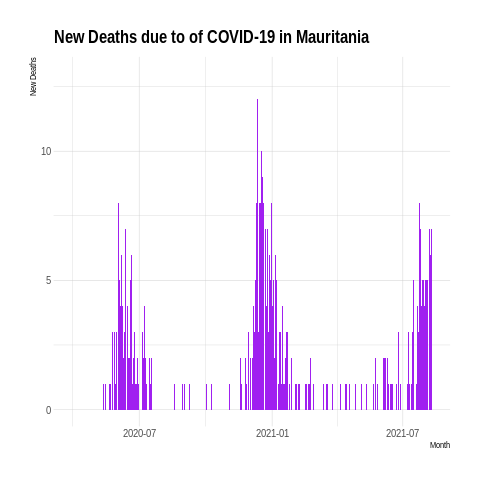 New Deaths due to of COVID-19 in Mauritania
New Deaths
10
5
0
2020-07
2021-01
2021-07
Month